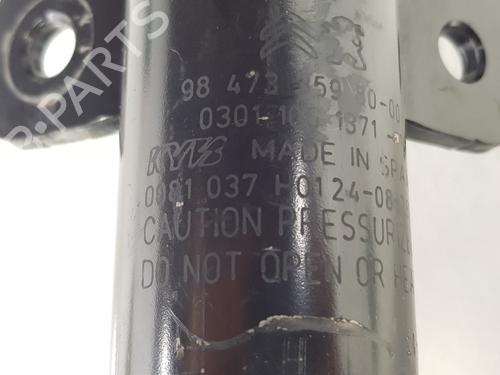 B-PARTS
98 473
0301
KYB MADE IN SPA
0081 037 H0124-08
CAUTION PRESSUR
DO NOT OPEN OR HEA